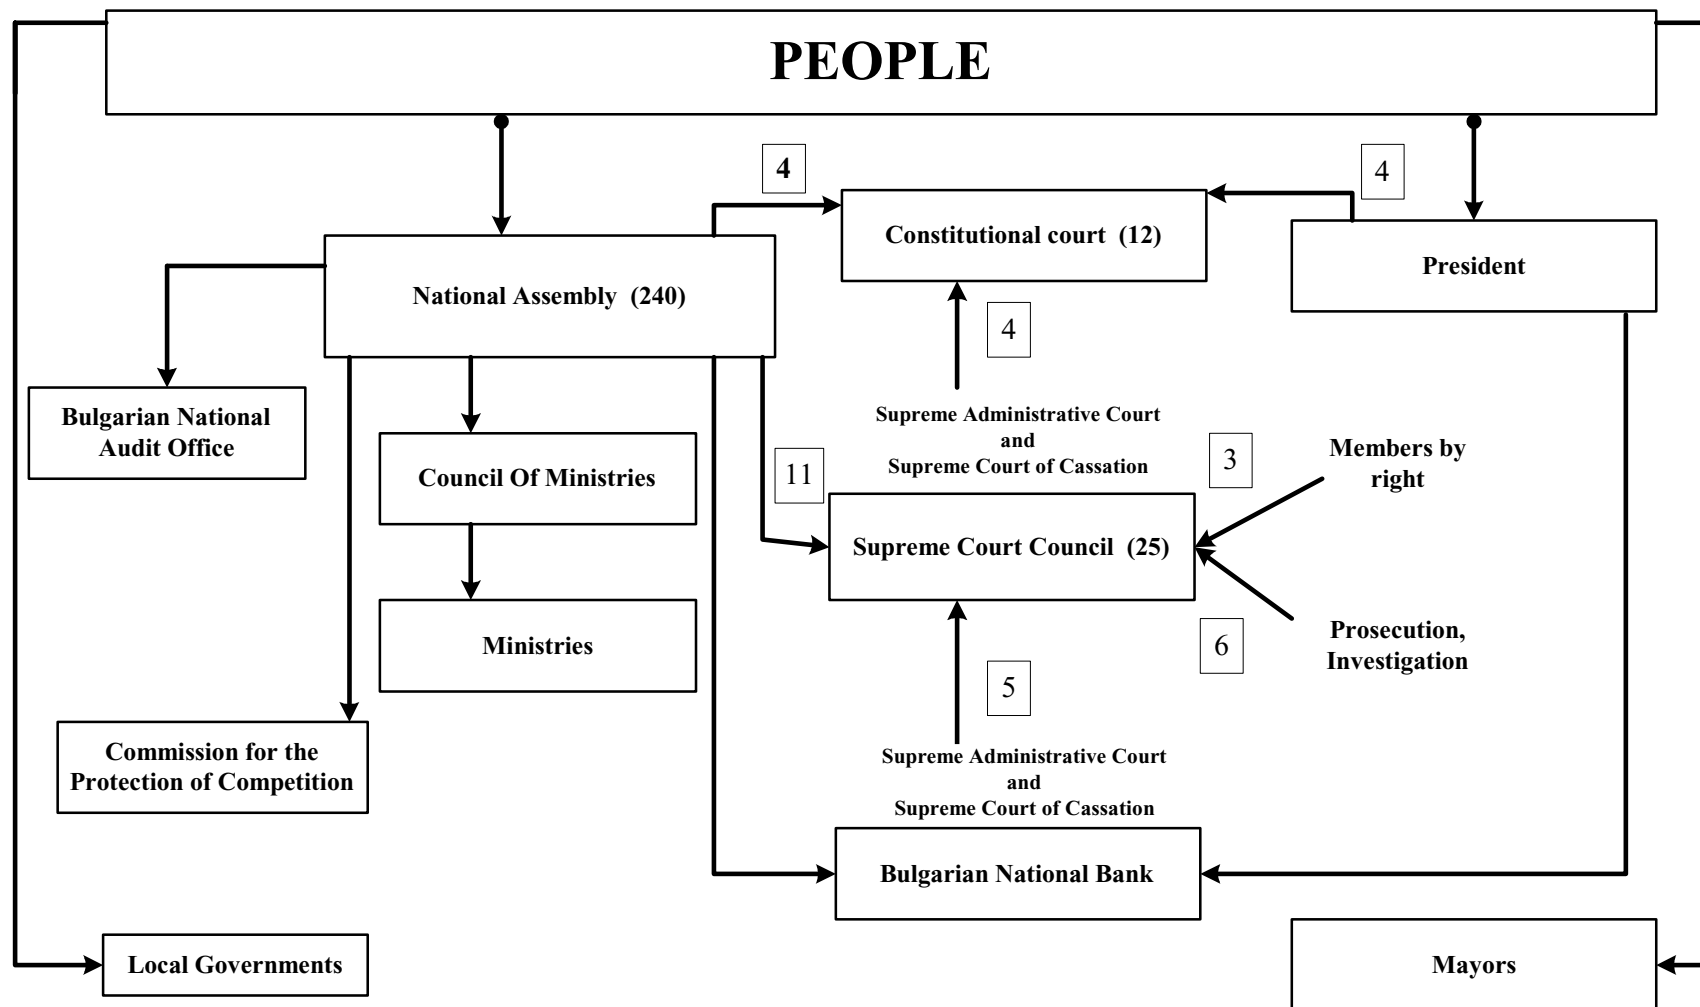 PEOPLE
4
4
Constitutional court (12)
President
National Assembly (240)
4
Bulgarian National
Audit Office
Supreme Administrative Court
and
Supreme Court of Cassation
Council Of Ministries
11
3
Members by
right
Supreme Court Council (25)
Ministries
6
Prosecution,
Investigation
5
Commission for the
Protection of Competition
Supreme Administrative Court
and
Supreme Court of Cassation
Bulgarian National Bank
Local Governments
Mayors